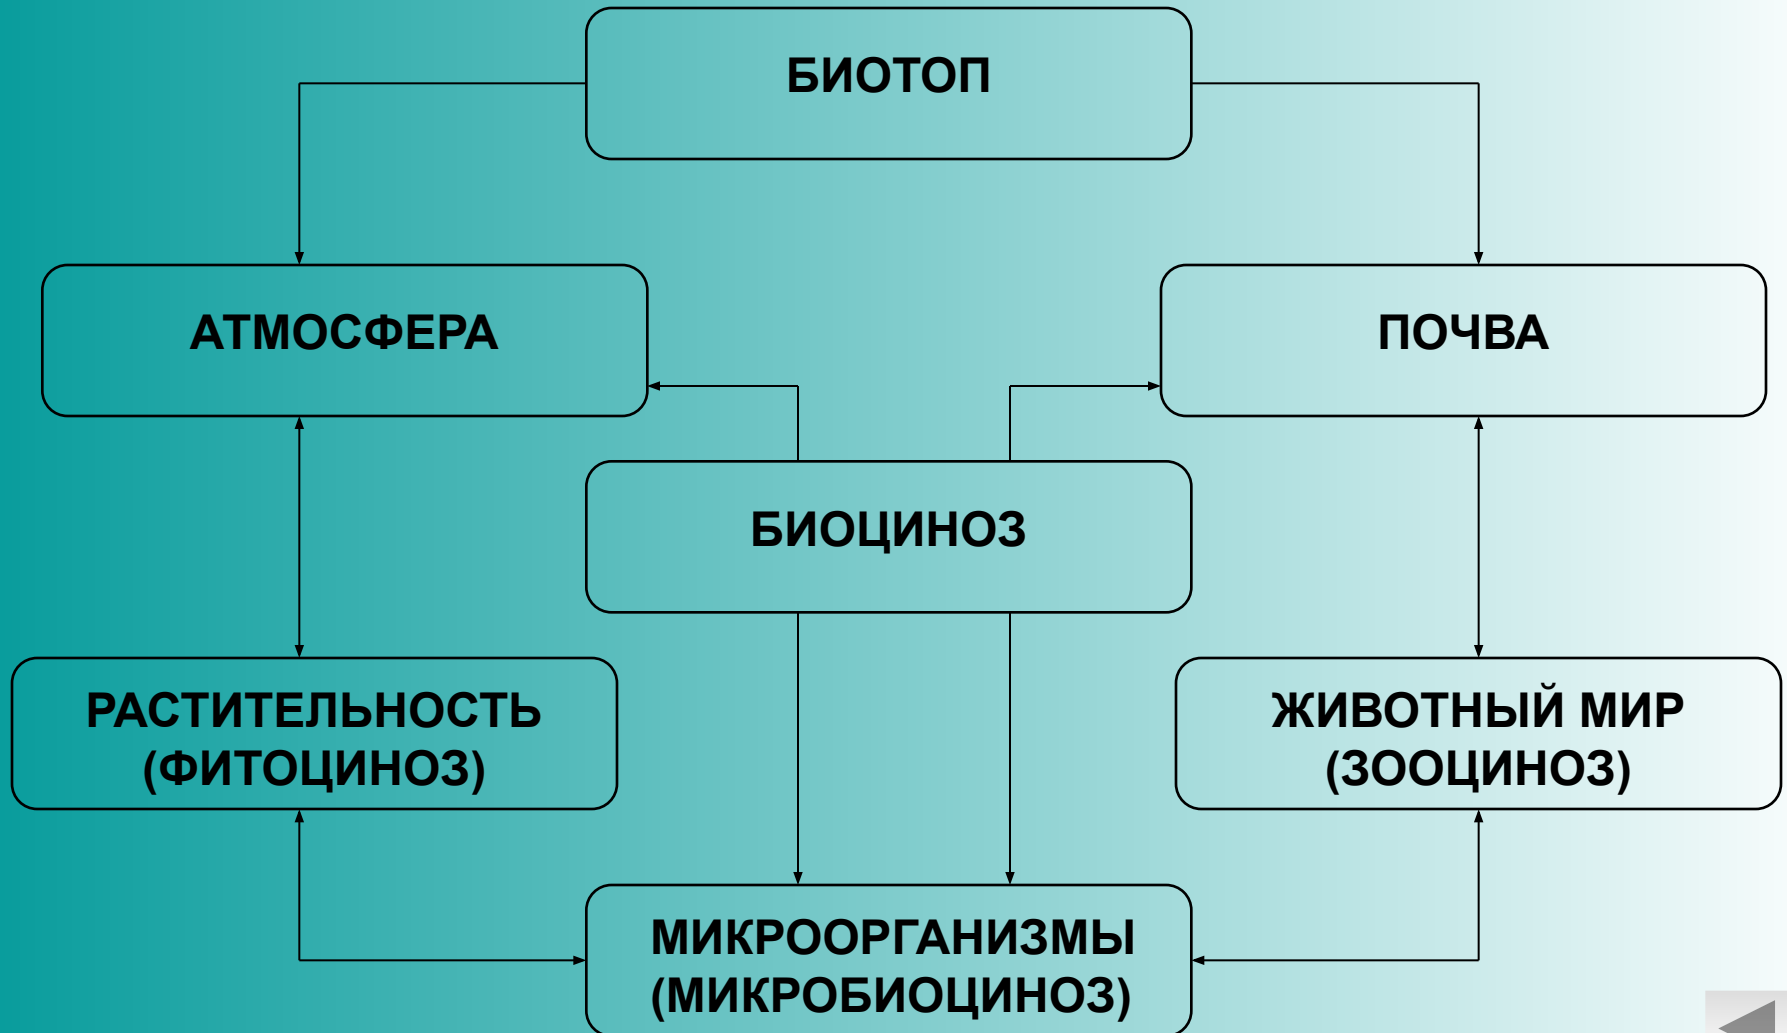 БИОТОП
АТМОСФЕРА
ПОЧВА
БИОЦИНОЗ
РАСТИТЕЛЬНОСТЬ
(ФИТОЦИНОЗ)
ЖИВОТНЫЙ МИР
(ЗООЦИНОЗ)
МИКРООРГАНИЗМЫ
(МИКРОБИОЦИНОЗ)